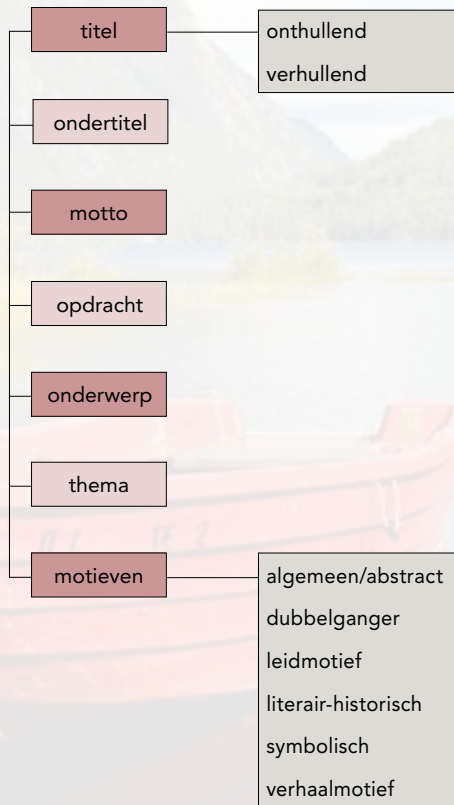 titel
onthullend
verhullend
ondertitel
motto
opdracht
onderwerp
thema
motieven
algemeen/abstract
dubbelganger
leidmotief
literair-historisch
symbolisch
verhaalmotief